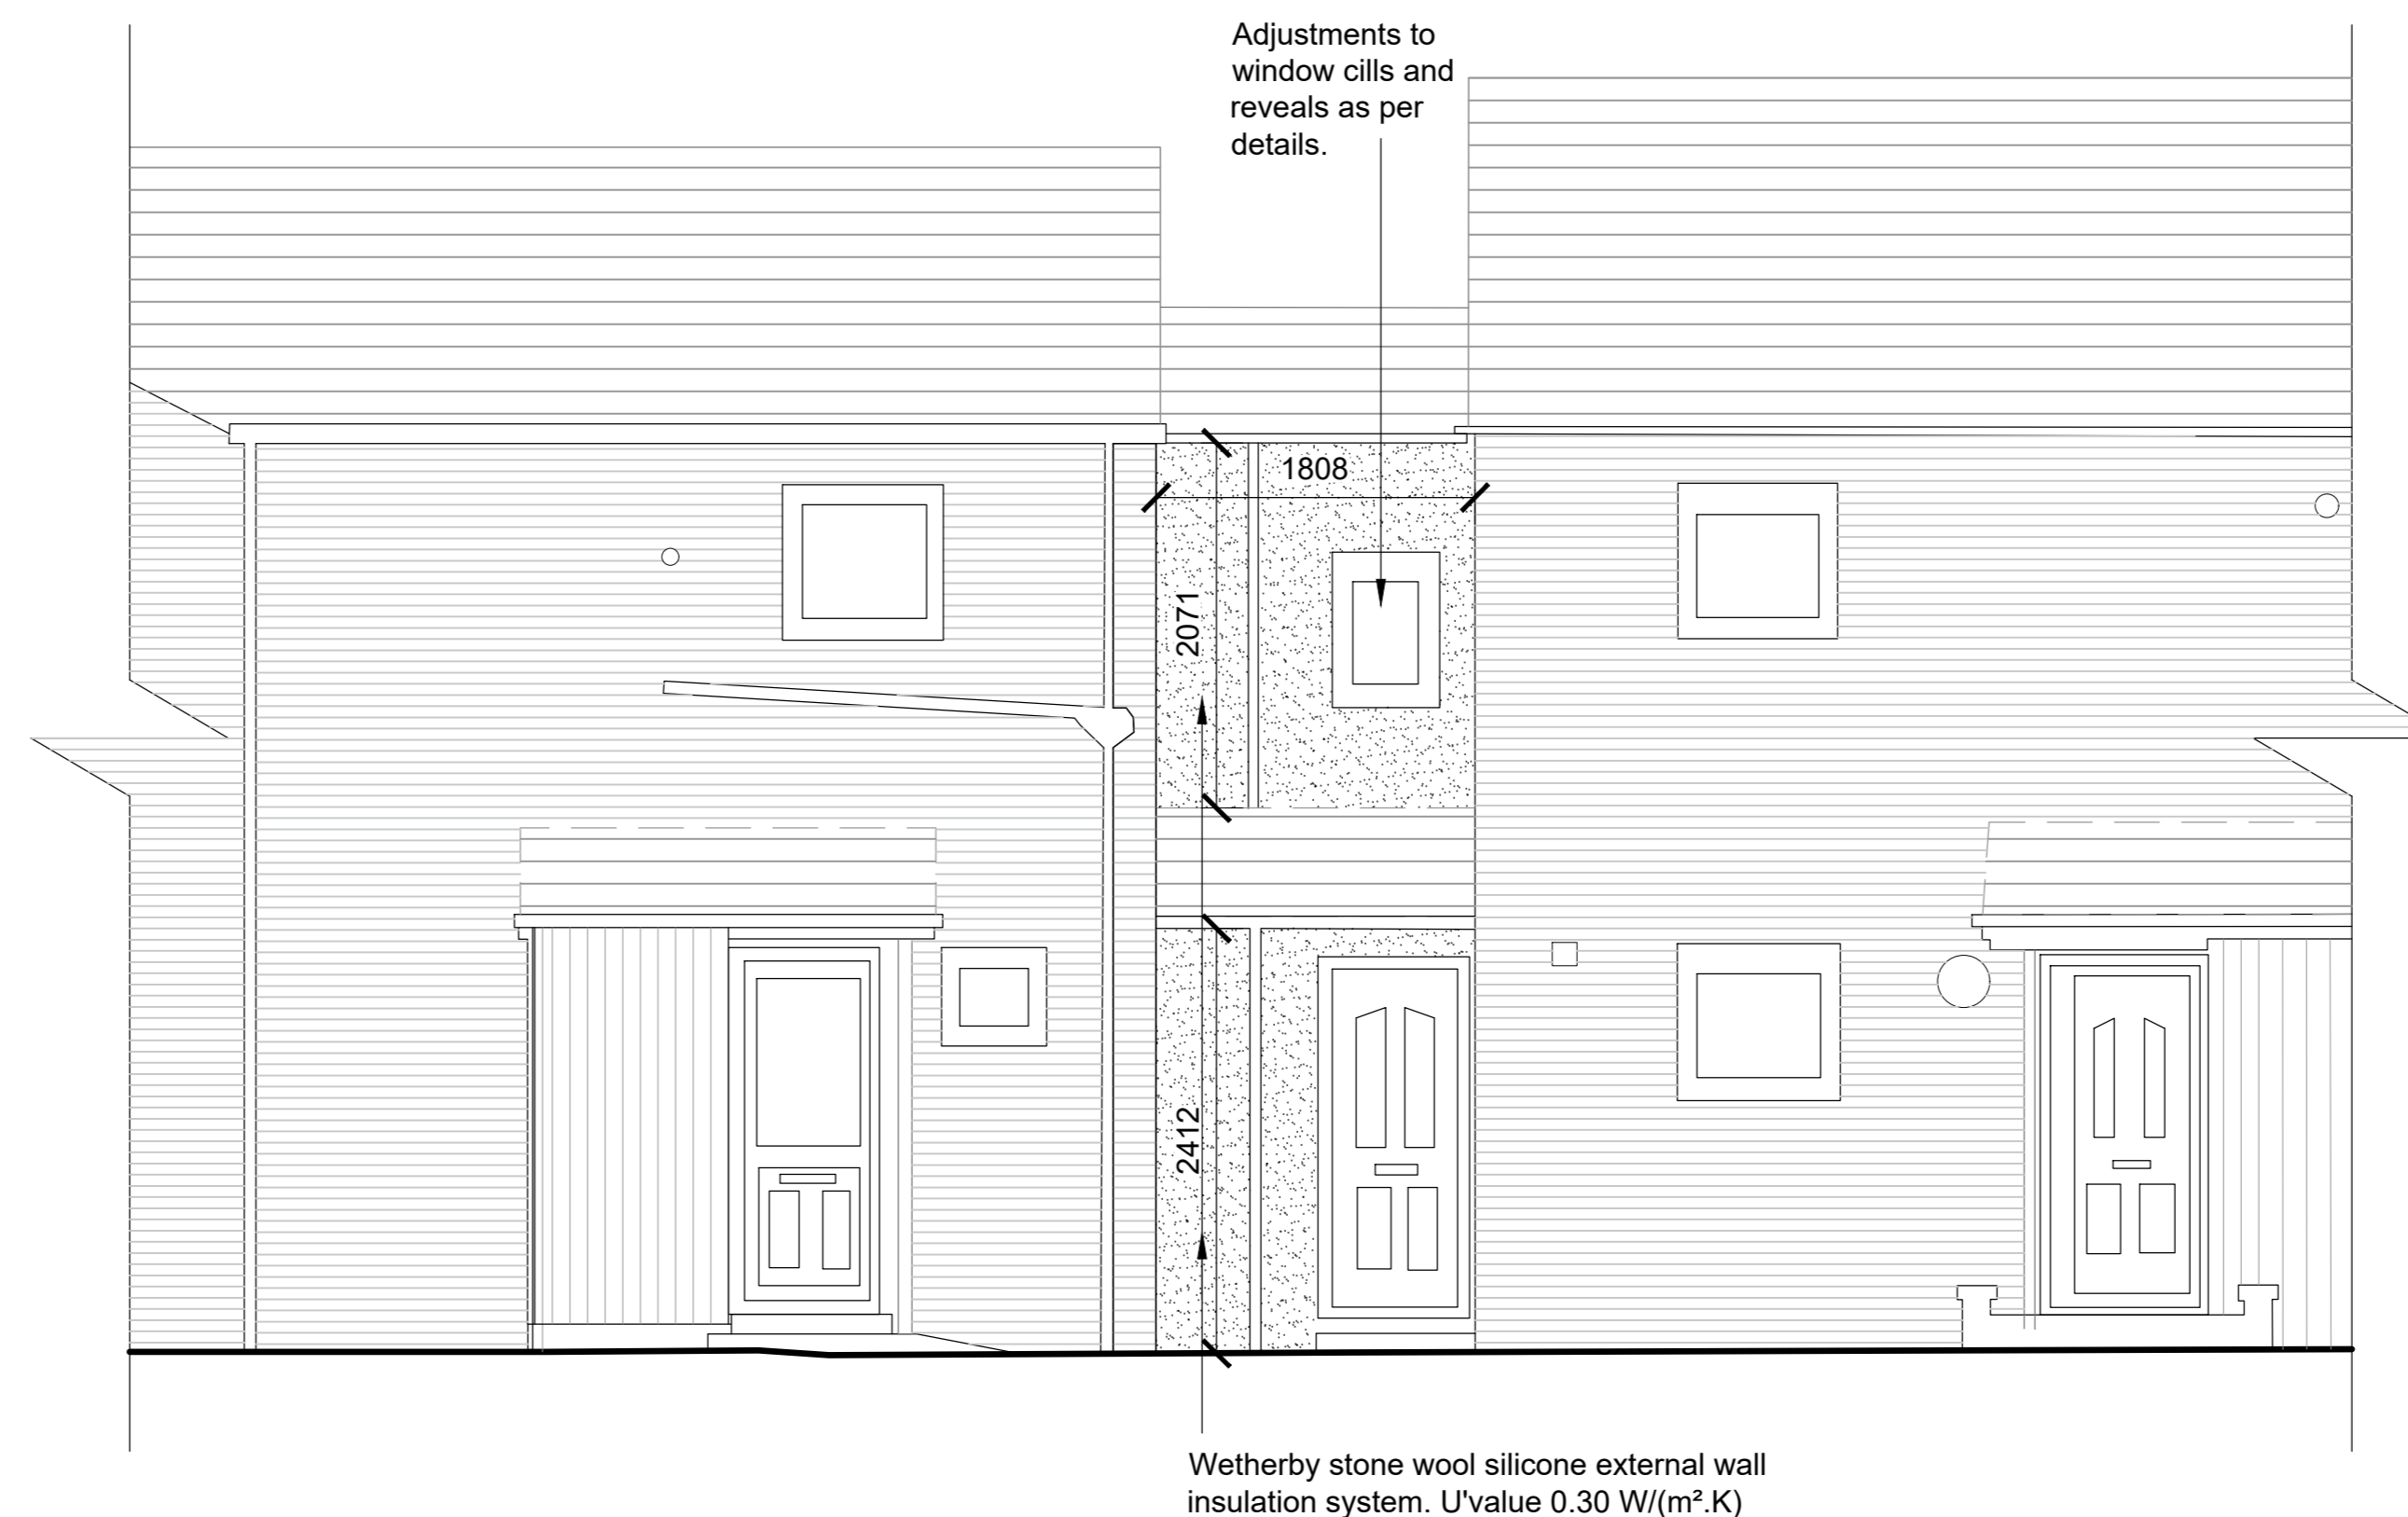 Adjustments to
window cills and
reveals as per
details.
1808
2071
2412
Wetherby stone wool silicone external wall
insulation system. U'value 0.30 W/(m².K)